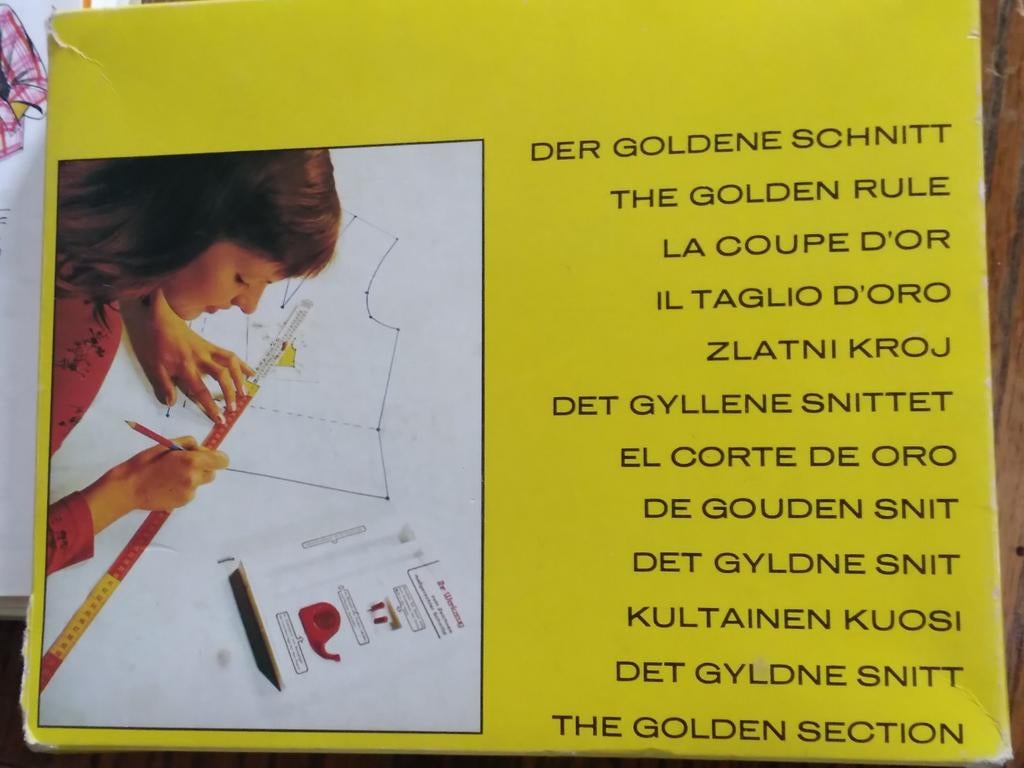 DER GOLDENE SCHNITT
THE GOLDEN RULE
LA COUPE D'OR
IL TAGLIO D'ORO
ZLATNI KROJ
DET GYLLENE SNITTET
EL CORTE DE ORO
DE GOUDEN SNIT
DET GYLDNE SNIT
KULTAINEN KUOSI
DET GYLDNE SNITT
THE GOLDEN SECTION